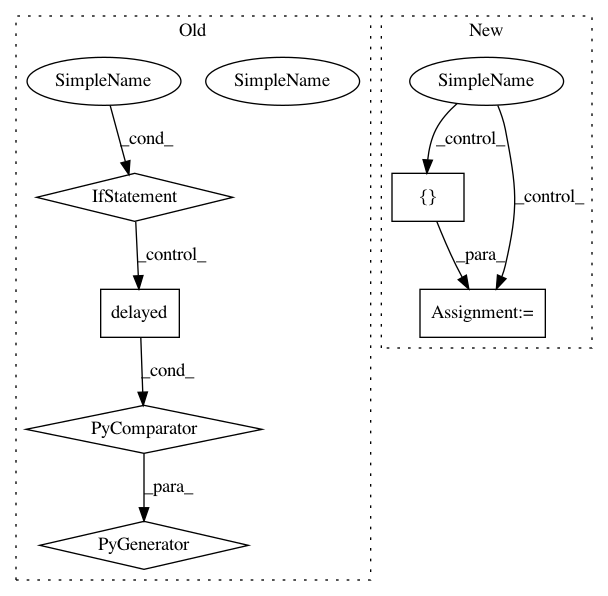 Old
New
SimpleName
SimpleName
SimpleName
_cond_
_control_
IfStatement
{}
_control_
_control_
_para_
delayed
Assignment:=
_cond_
PyComparator
_para_
PyGenerator